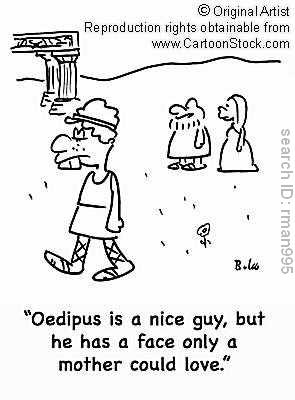 © Original Artist
Reproduction rights obtainable from
www.CartoonStock.com
search ID: rman995
"Oedipus is a nice guy, but
he has a face only a
mother could love."